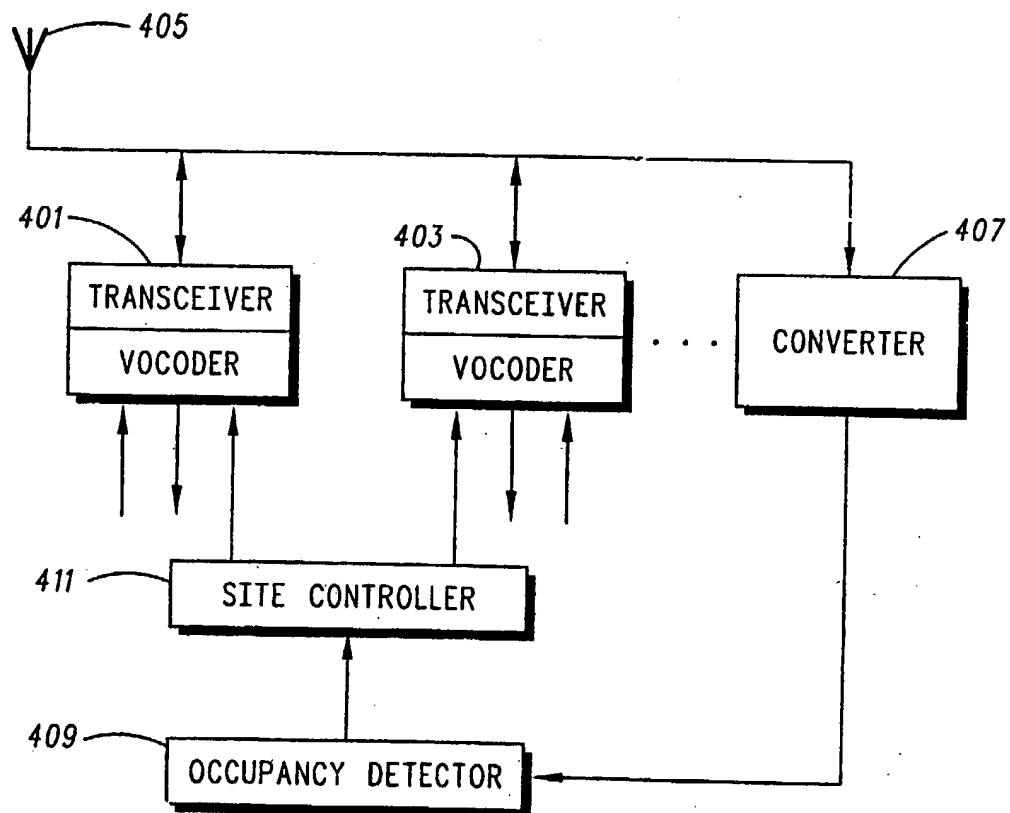 405
401
403
407
TRANSCEIVER
VOCODER
TRANSCEIVER
VOCODER
. . .
CONVERTER
411
SITE CONTROLLER
409
OCCUPANCY DETECTOR